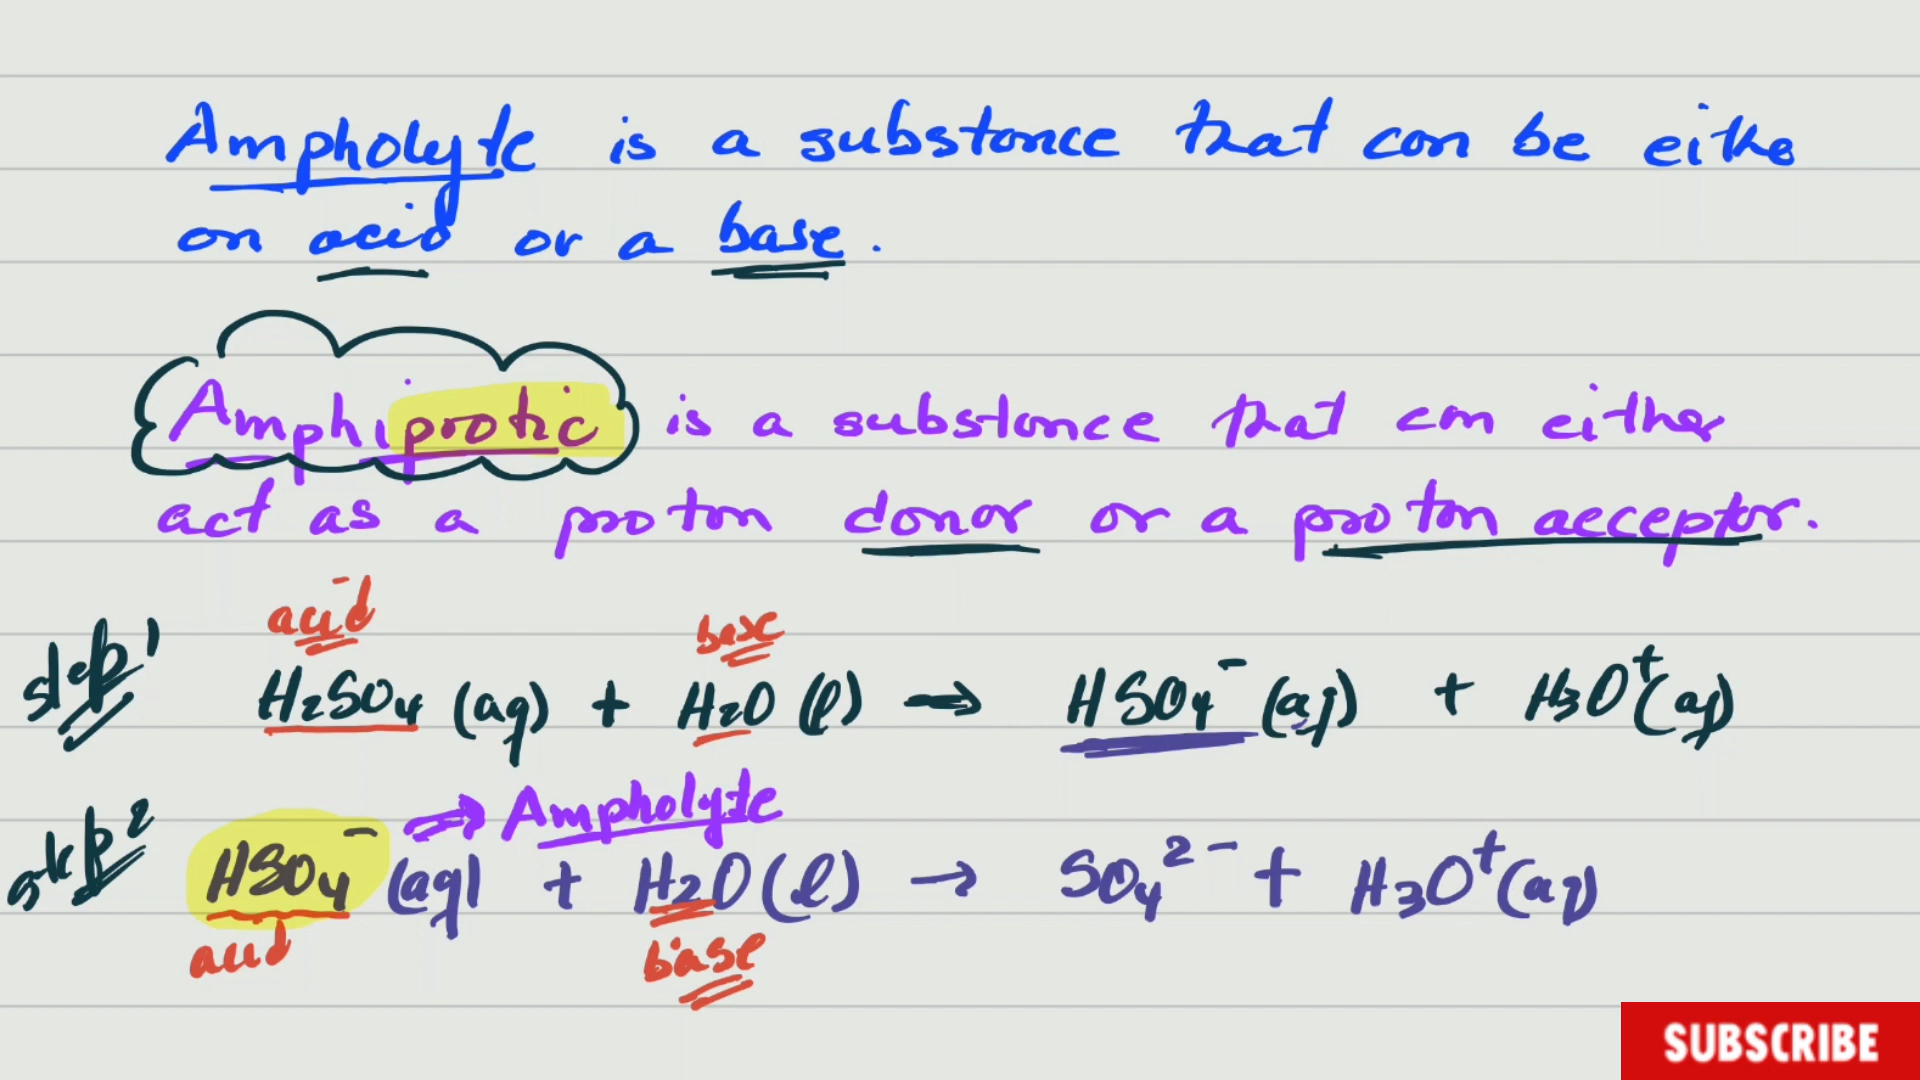 Ampholyte is a substance that can be either
an acid or a base.
Amphiprotic is a substance that can either
act as a proton donor or a proton acceptor.
acid base
step 1 H₂SO₄ (aq) + H₂O (l) → HSO₄⁻ (aq) + H₃O⁺(aq)
⇒ Ampholyte
step 2 HSO₄⁻ (aq) + H₂O (l) → SO₄²⁻ + H₃O⁺(aq)
acid base
SUBSCRIBE